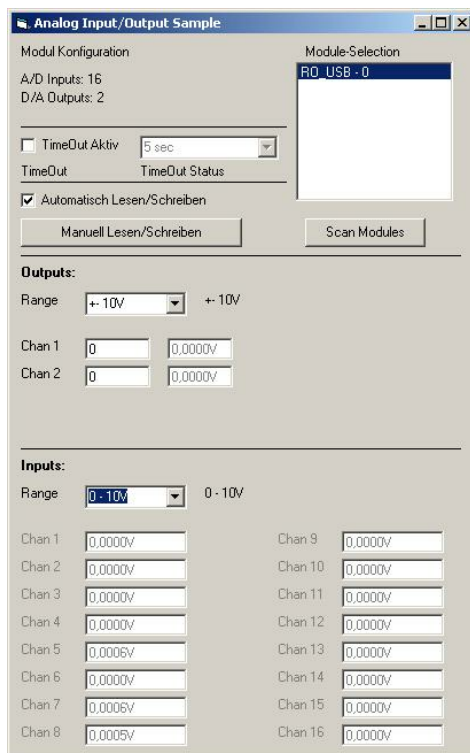 Analog Input/Output Sample
Modul Konfiguration
Module-Selection
A/D Inputs: 16
D/A Outputs: 2
RO_USB - 0
TimeOut Aktiv
5 sec
TimeOut
TimeOut Status
Automatisch Lesen/Schreiben
Manuell Lesen/Schreiben
Scan Modules
Outputs:
Range
+- 10V
+- 10V
Chan 1
0
0,0000V
Chan 2
0
0,0000V
Inputs:
Range
0 - 10V
0 - 10V
Chan 1
0,0000V
Chan 9
0,0000V
Chan 2
0,0000V
Chan 10
0,0000V
Chan 3
0,0000V
Chan 11
0,0000V
Chan 4
0,0000V
Chan 12
0,0000V
Chan 5
0,0006V
Chan 13
0,0000V
Chan 6
0,0000V
Chan 14
0,0000V
Chan 7
0,0006V
Chan 15
0,0000V
Chan 8
0,0005V
Chan 16
0,0000V